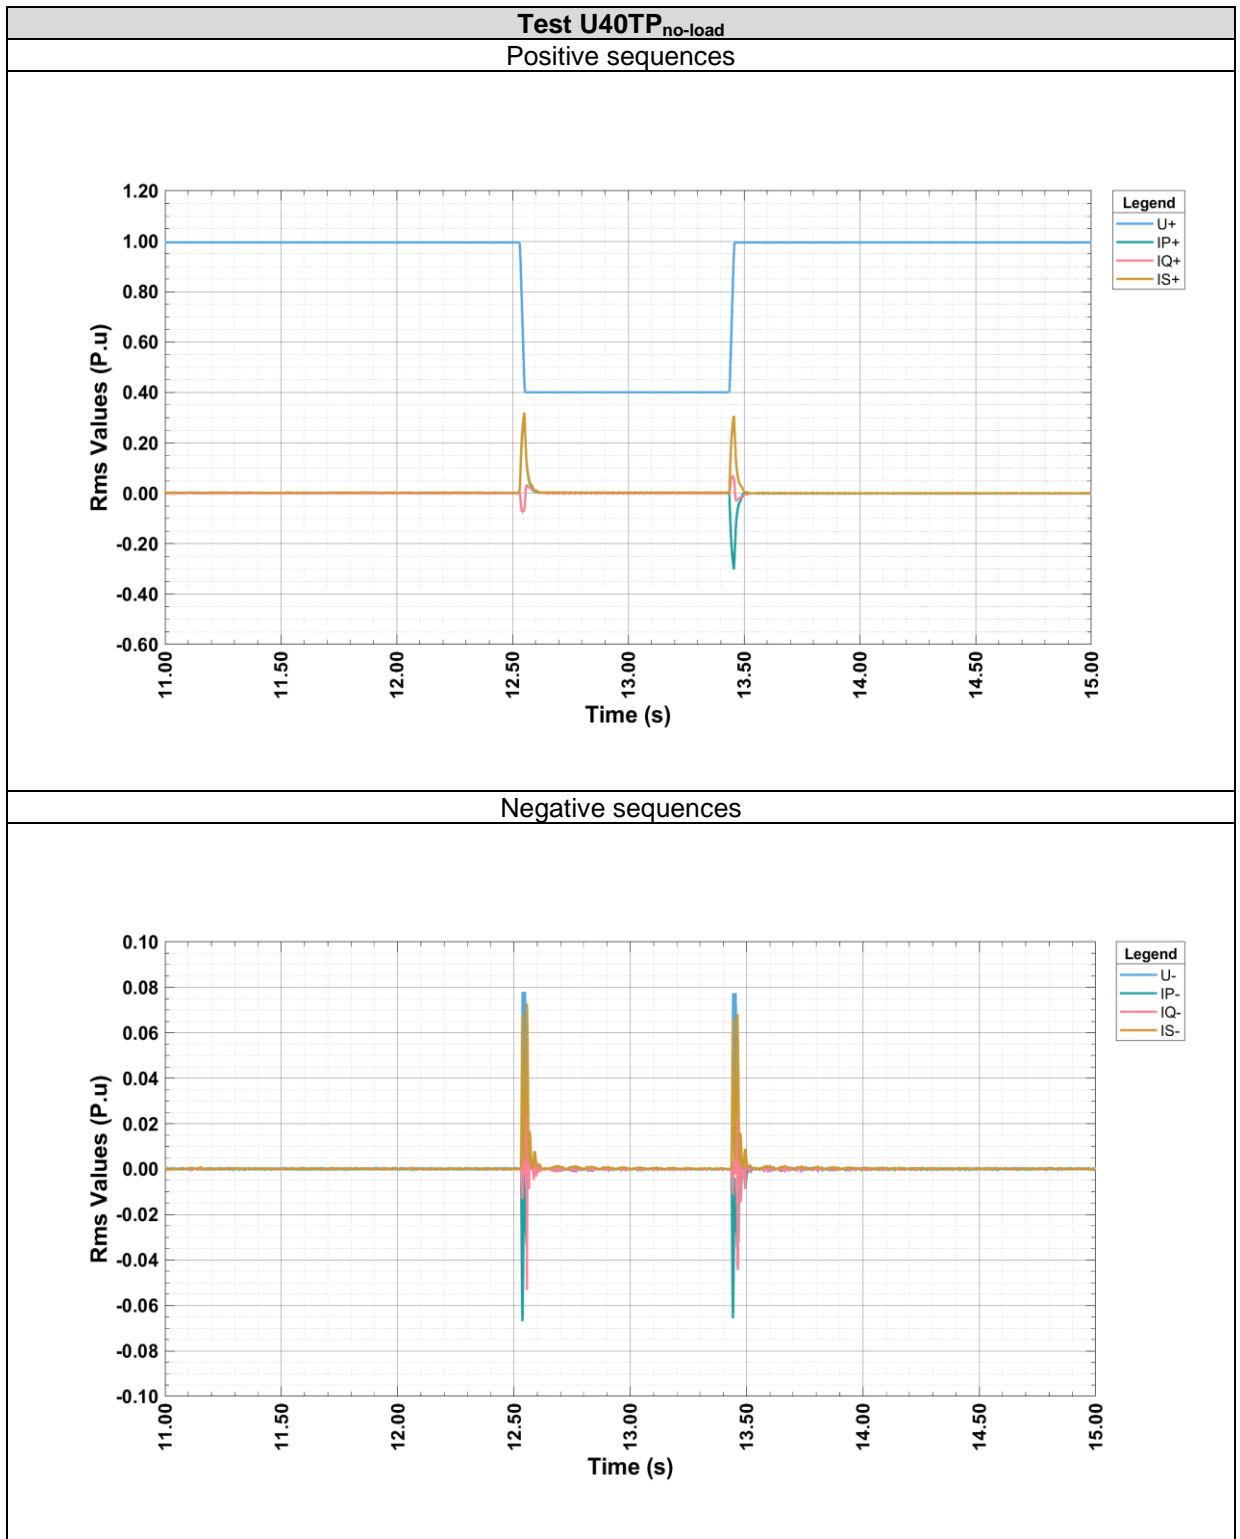 Test U40TPno-load
Positive sequences
1.20
1.00
0.80
0.60
0.40
0.20
0.00
-0.20
-0.40
-0.60
Rms Values (P.u)
11.00
11.50
12.00
12.50
13.00
13.50
14.00
14.50
15.00
Time (s)
Legend
U+
IP+
IQ+
IS+
Negative sequences
0.10
0.08
0.06
0.04
0.02
0.00
-0.02
-0.04
-0.06
-0.08
-0.10
Rms Values (P.u)
11.00
11.50
12.00
12.50
13.00
13.50
14.00
14.50
15.00
Time (s)
Legend
U-
IP-
IQ-
IS-